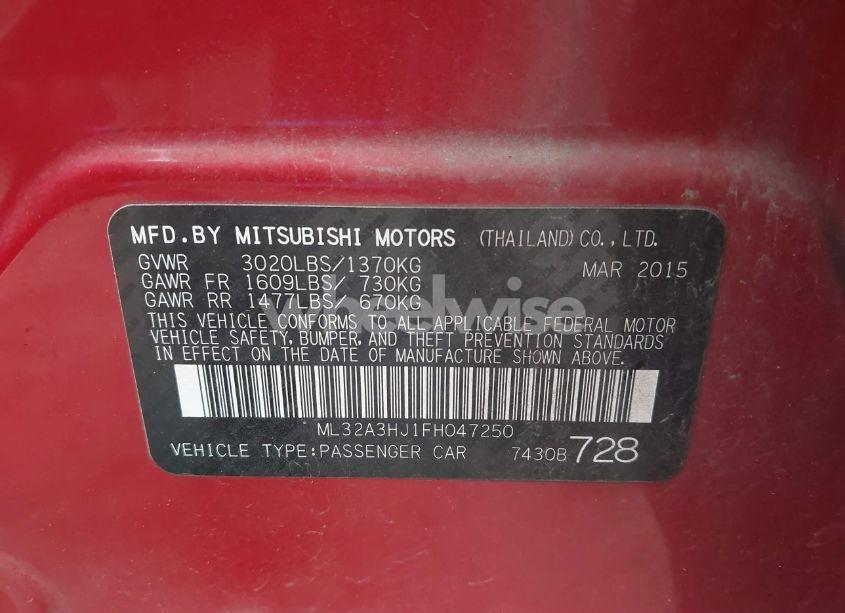 MFD.BY MITSUBISHI MOTORS (THAILAND)CO.,LTD.
GVWR 3020LBS/1370KG MAR 2015
GAWR FR 1609LBS/ 730KG
GAWR RR 1477LBS/ 670KG
THIS VEHICLE CONFORMS TO ALL APPLICABLE FEDERAL MOTOR
VEHICLE SAFETY, BUMPER, AND THEFT PREVENTION STANDARDS
IN EFFECT ON THE DATE OF MANUFACTURE SHOWN ABOVE.
ML32A3HJ1FH047250
VEHICLE TYPE:PASSENGER CAR 7430B 728
wheelwise